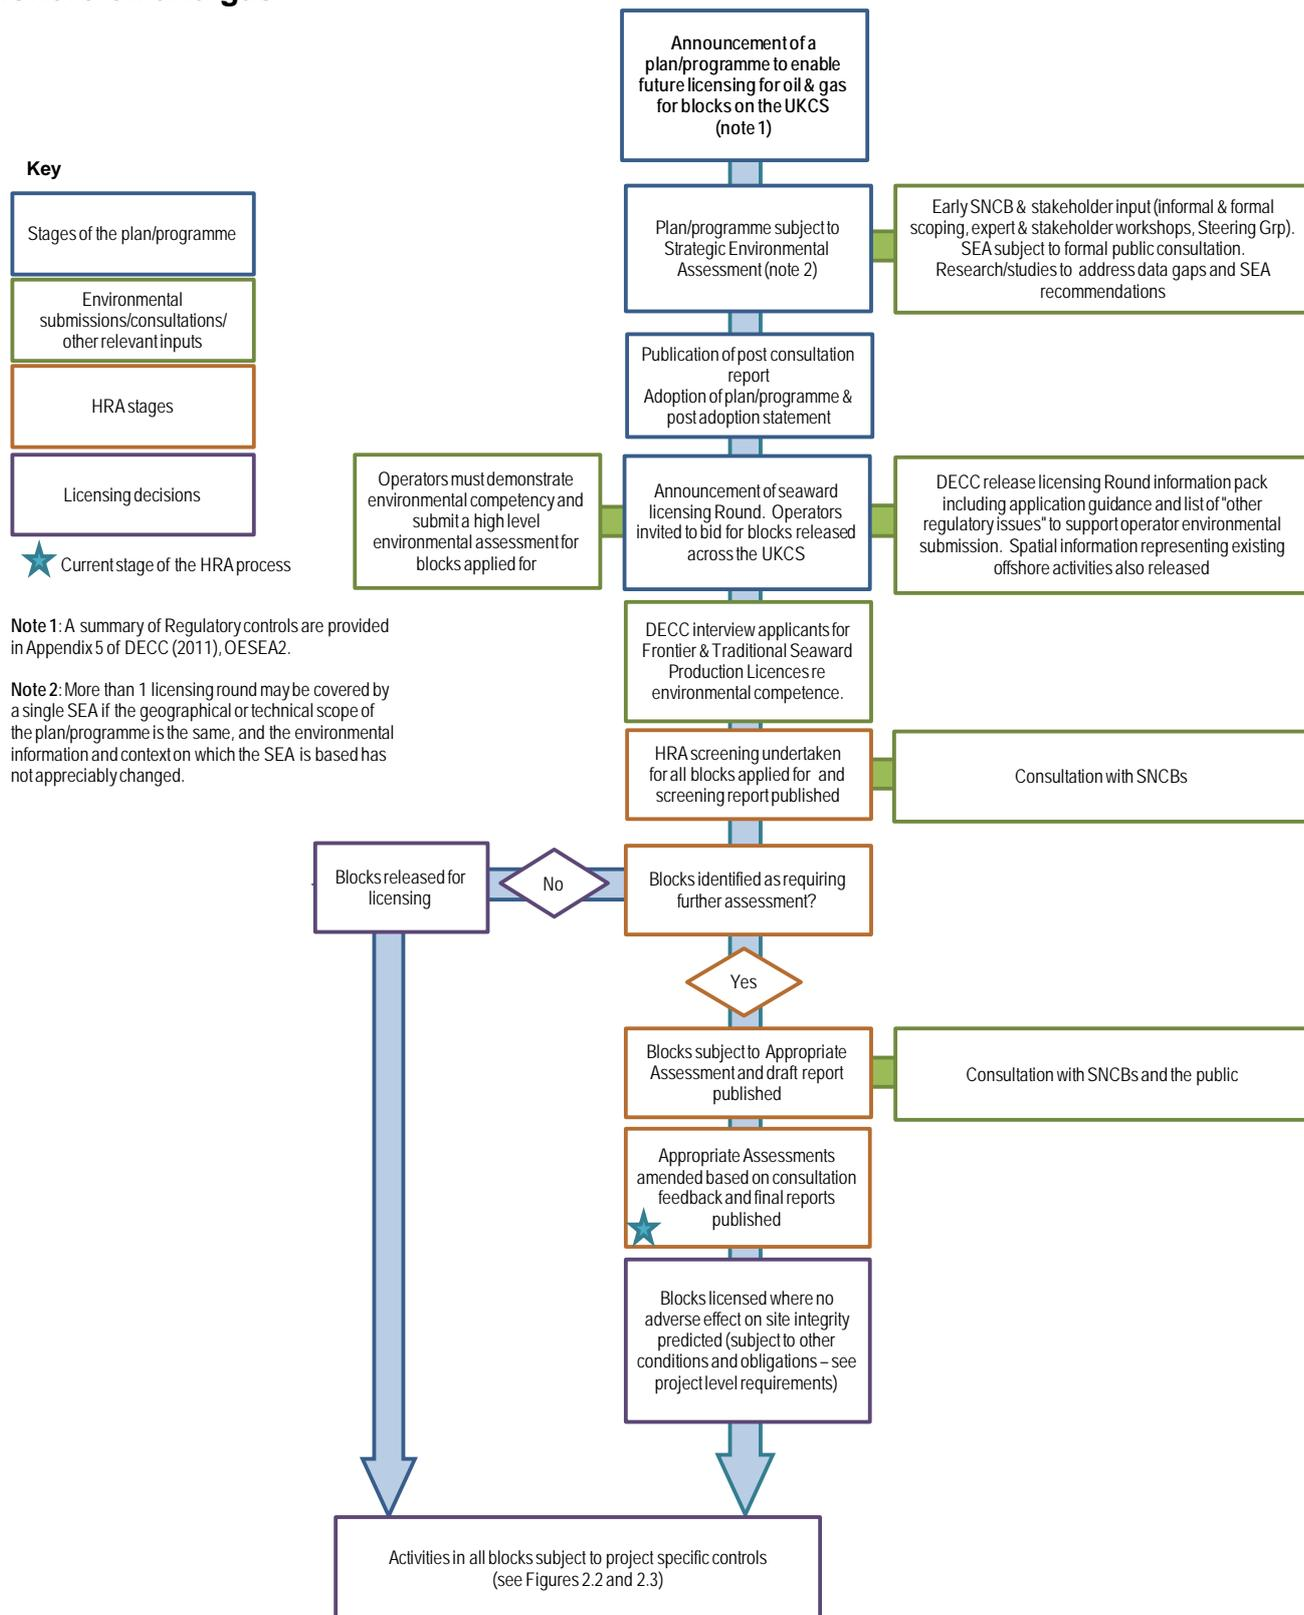 Announcement of a
plan/programme to enable
future licensing for oil & gas
for blocks on the UKCS
(note 1)
Key
Stages of the plan/programme
Environmental
submissions/consultations/
other relevant inputs
HRA stages
Licensing decisions
Current stage of the HRA process
Note 1: A summary of Regulatory controls are provided
in Appendix 5 of DECC (2011), OESEA2.
Note 2: More than 1 licensing round may be covered by
a single SEA if the geographical or technical scope of
the plan/programme is the same, and the environmental
information and context on which the SEA is based has
not appreciably changed.
Plan/programme subject to
Strategic Environmental
Assessment (note 2)
Early SNCB & stakeholder input (informal & formal
scoping, expert & stakeholder workshops, Steering Grp).
SEA subject to formal public consultation.
Research/studies to address data gaps and SEA
recommendations
Publication of post consultation
report
Adoption of plan/programme &
post adoption statement
Operators must demonstrate
environmental competency and
submit a high level
environmental assessment for
blocks applied for
Announcement of seaward
licensing Round. Operators
invited to bid for blocks released
across the UKCS
DECC release licensing Round information pack
including application guidance and list of "other
regulatory issues" to support operator environmental
submission. Spatial information representing existing
offshore activities also released
DECC interview applicants for
Frontier & Traditional Seaward
Production Licences re
environmental competence.
HRA screening undertaken
for all blocks applied for and
screening report published
Consultation with SNCBs
Blocks released for
licensing
No
Blocks identified as requiring
further assessment?
Yes
Blocks subject to Appropriate
Assessment and draft report
published
Consultation with SNCBs and the public
Appropriate Assessments
amended based on consultation
feedback and final reports
published
Blocks licensed where no
adverse effect on site integrity
predicted (subject to other
conditions and obligations – see
project level requirements)
Activities in all blocks subject to project specific controls
(see Figures 2.2 and 2.3)